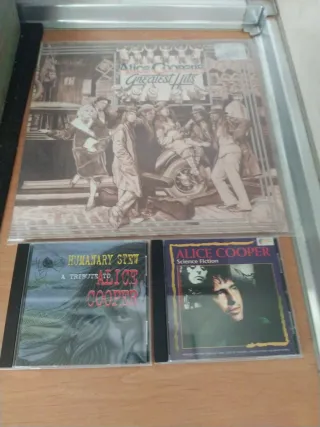 Alice Cooper
Greatest Hits
HUMANARY STEW
A TRIBUTE TO
ALICE
COOPER
ALICE COOPER
Science Fiction